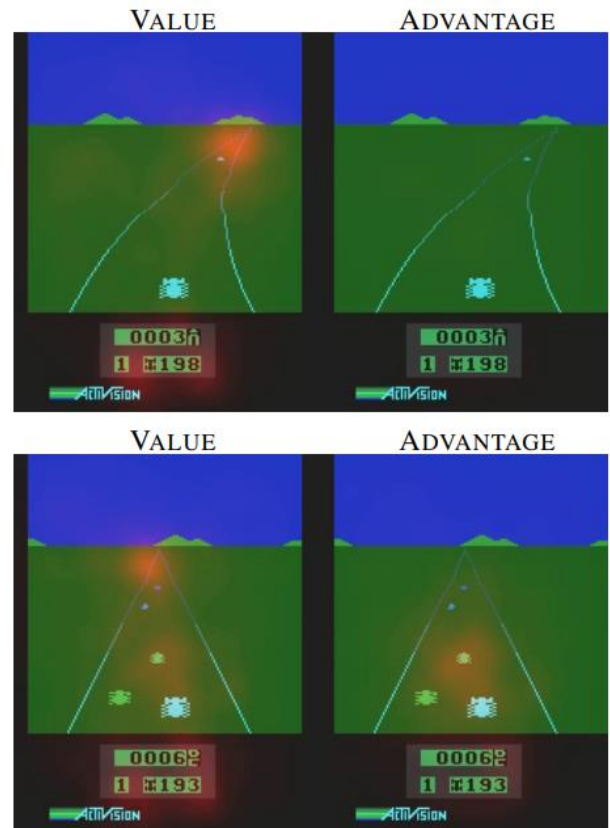 VALUE ADVANTAGE
0003 0003
1 198 1 198
ACTIVISION ACTIVISION
VALUE ADVANTAGE
0006 0006
1 193 1 193
ACTIVISION ACTIVISION